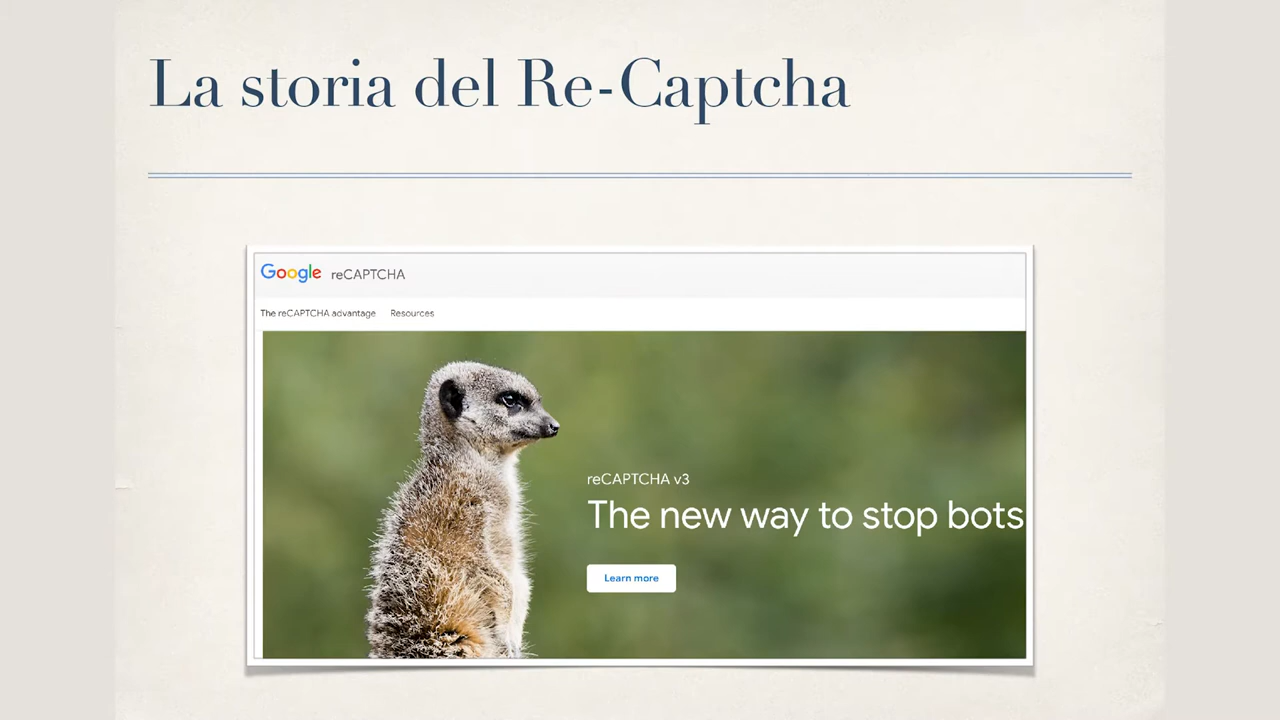 La storia del Re-Captcha
Google reCAPTCHA
The reCAPTCHA advantage Resources
reCAPTCHA v3
The new way to stop bots
Learn more